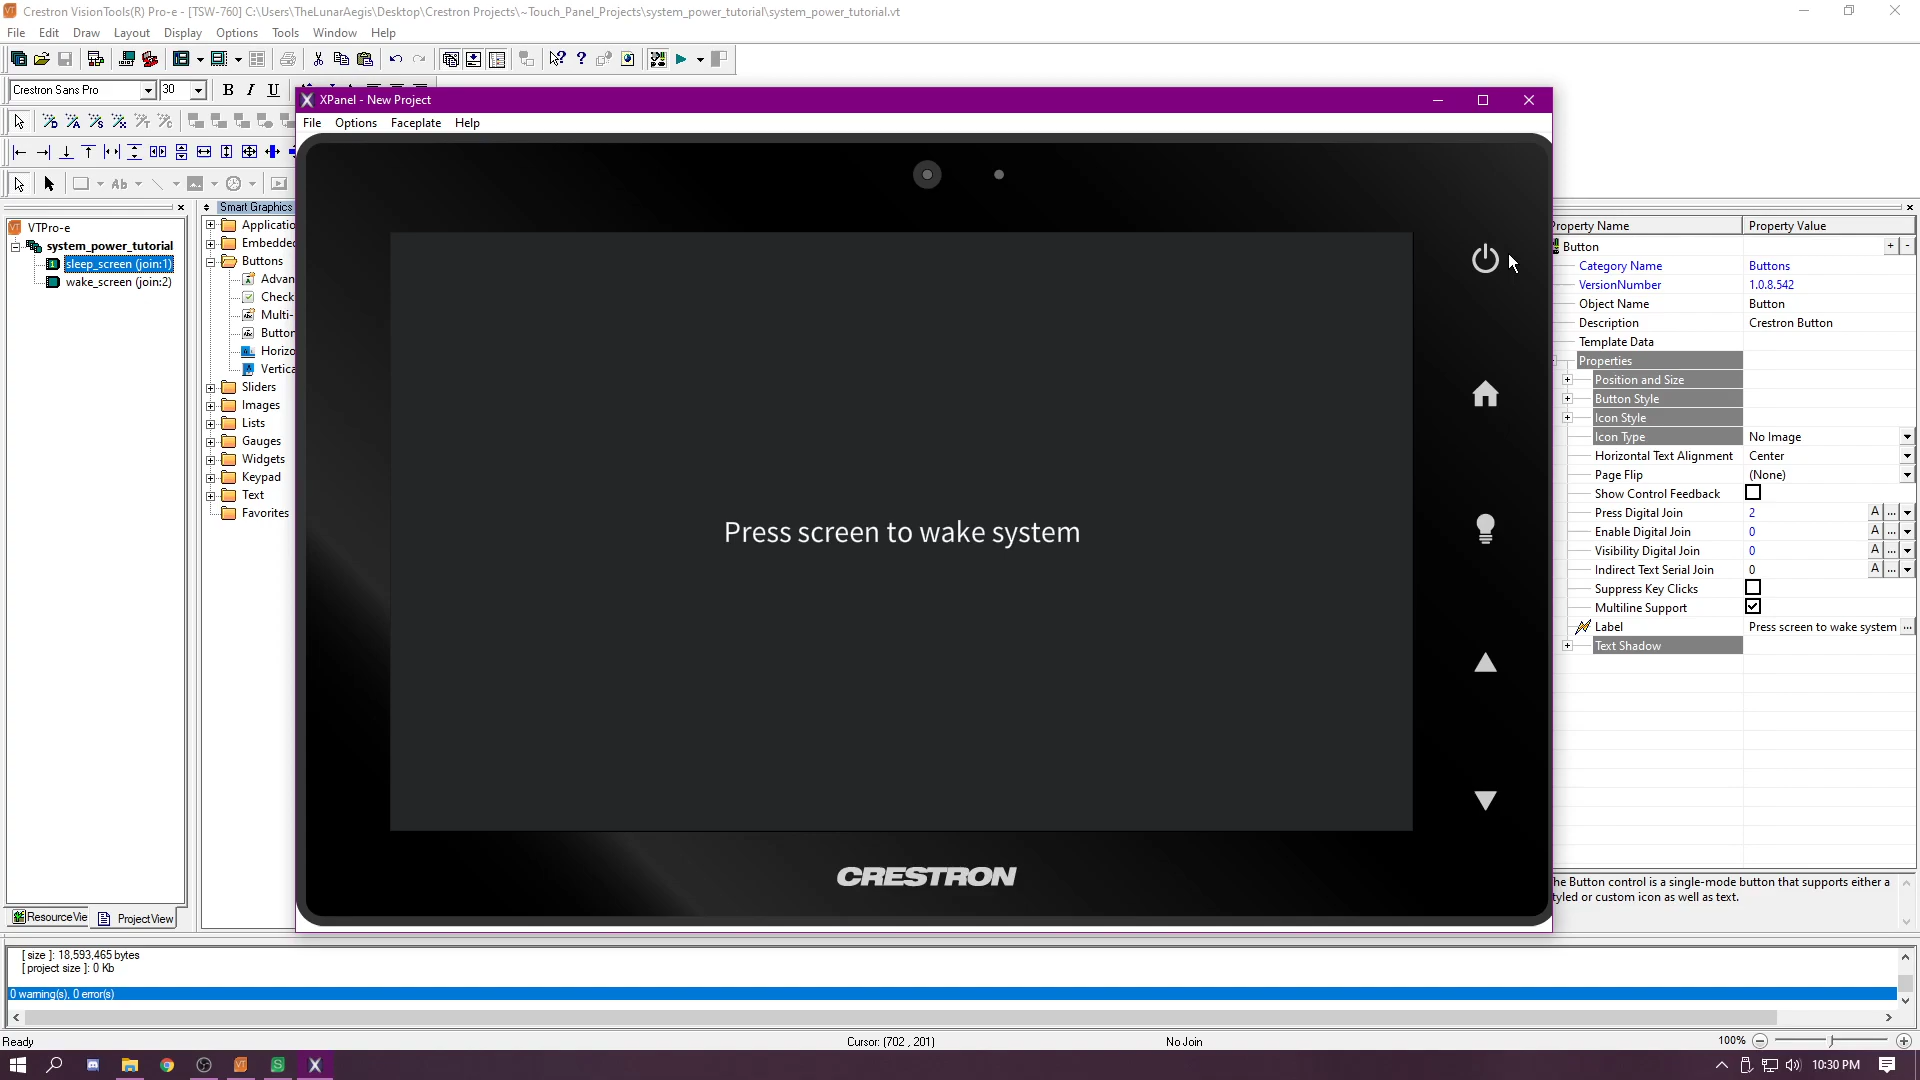 Crestron VisionTools(R) Pro-e - [TSW-760] C:\Users\TheLunarAegis\Desktop\Crestron Projects\~Touch_Panel_Projects\system_power_tutorial\system_power_tutorial.vt
File Edit Draw Layout Display Options Tools Window Help
Crestron Sans Pro 30 B I U
XPanel - New Project
File Options Faceplate Help
VTPro-e
system_power_tutorial
sleep_screen (join:1)
wake_screen (join:2)
ResourceVie ProjectView
Smart Graphics
Applicatio
Embedded
Buttons
Advan
Check
Multi-
Button
Horizo
Vertica
Sliders
Images
Lists
Gauges
Widgets
Keypad
Text
Favorites
Press screen to wake system
CRESTRON
Property Name Property Value
Button + -
Category Name Buttons
VersionNumber 1.0.8.542
Object Name Button
Description Crestron Button
Template Data
Properties
Position and Size
Button Style
Icon Style
Icon Type No Image
Horizontal Text Alignment Center
Page Flip (None)
Show Control Feedback
Press Digital Join 2 A ...
Enable Digital Join 0 A ...
Visibility Digital Join 0 A ...
Indirect Text Serial Join 0 A ...
Suppress Key Clicks
Multiline Support
Label Press screen to wake system ...
Text Shadow
he Button control is a single-mode button that supports either a
tyled or custom icon as well as text.
[ size ]: 18,593,465 bytes
[ project size ]: 0 Kb
0 warning(s), 0 error(s)
Ready Cursor: (702 , 201) No Join 100%
10:30 PM